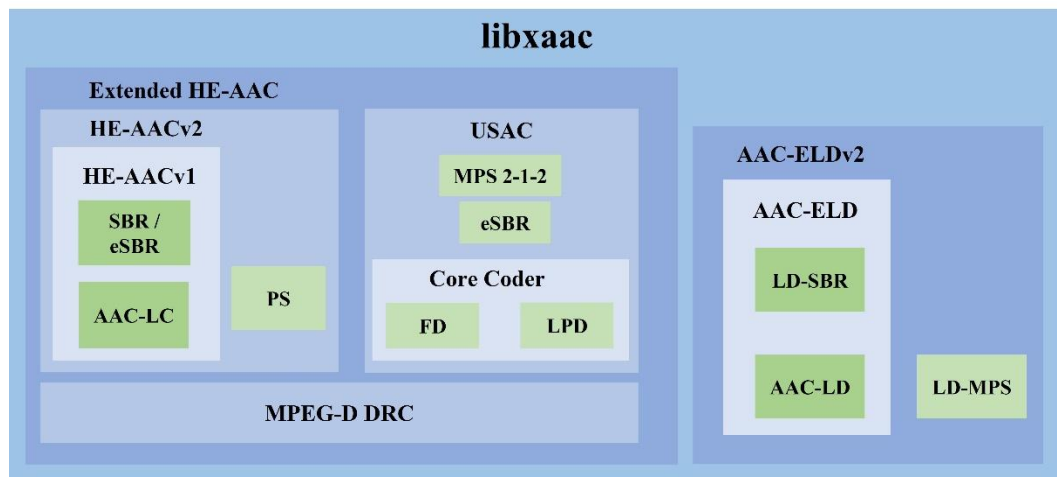 libxaac
Extended HE-AAC
HE-AACv2
HE-AACv1
SBR /
eSBR
AAC-LC
PS
USAC
MPS 2-1-2
eSBR
Core Coder
FD
LPD
MPEG-D DRC
AAC-ELDv2
AAC-ELD
LD-SBR
AAC-LD
LD-MPS